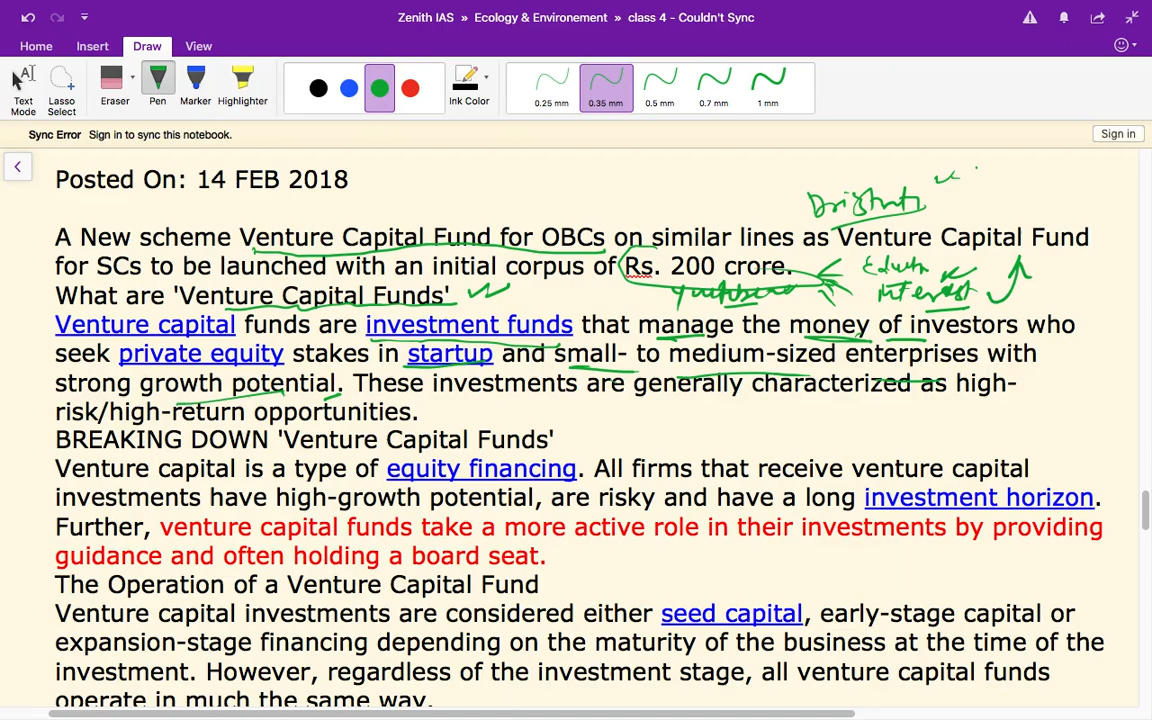 Zenith IAS » Ecology & Environement » class 4 - Couldn't Sync
Home Insert Draw View
Text Mode
Lasso Select
Eraser
Pen
Marker
Highlighter
Ink Color
0.25 mm
0.35 mm
0.5 mm
0.7 mm
1 mm
Sync Error Sign in to sync this notebook.
Sign in
Posted On: 14 FEB 2018
A New scheme Venture Capital Fund for OBCs on similar lines as Venture Capital Fund
for SCs to be launched with an initial corpus of Rs. 200 crore.
interest
What are 'Venture Capital Funds'
Venture capital funds are investment funds that manage the money of investors who
seek private equity stakes in startup and small- to medium-sized enterprises with
strong growth potential. These investments are generally characterized as high-
risk/high-return opportunities.
BREAKING DOWN 'Venture Capital Funds'
Venture capital is a type of equity financing. All firms that receive venture capital
investments have high-growth potential, are risky and have a long investment horizon.
Further, venture capital funds take a more active role in their investments by providing
guidance and often holding a board seat.
The Operation of a Venture Capital Fund
Venture capital investments are considered either seed capital, early-stage capital or
expansion-stage financing depending on the maturity of the business at the time of the
investment. However, regardless of the investment stage, all venture capital funds
operate in much the same way.